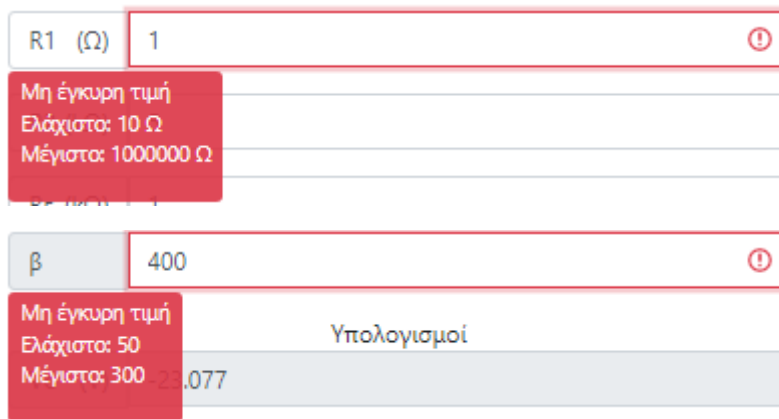 R1 (Ω) 1
Μη έγκυρη τιμή
Ελάχιστο: 10 Ω
Μέγιστο: 1000000 Ω
1
β 400
Μη έγκυρη τιμή
Ελάχιστο: 50
Μέγιστο: 300
Υπολογισμοί
-23.077